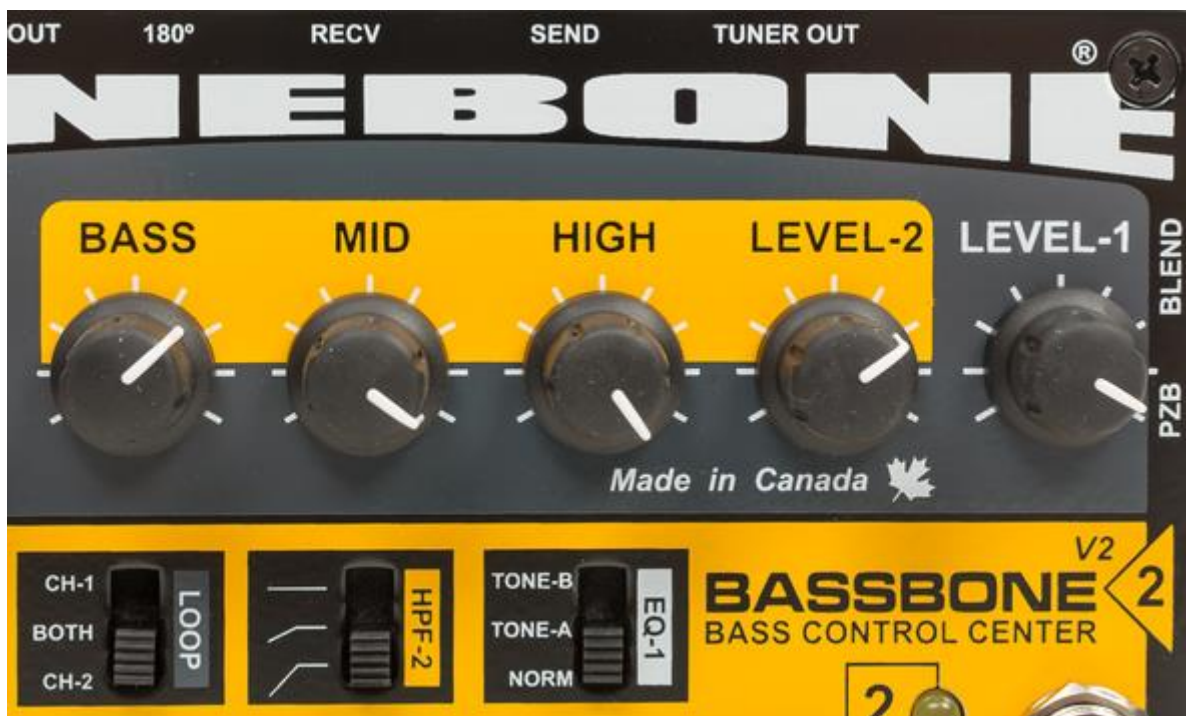 OUT 180º RECV SEND TUNER OUT
NEBONE®
BASS MID HIGH LEVEL-2 LEVEL-1
BLEND
PZB
Made in Canada
CH-1
BOTH
CH-2
LOOP
HPF-2
TONE-B
TONE-A
NORM
EQ-1
V2
BASSBONE
BASS CONTROL CENTER
2
2